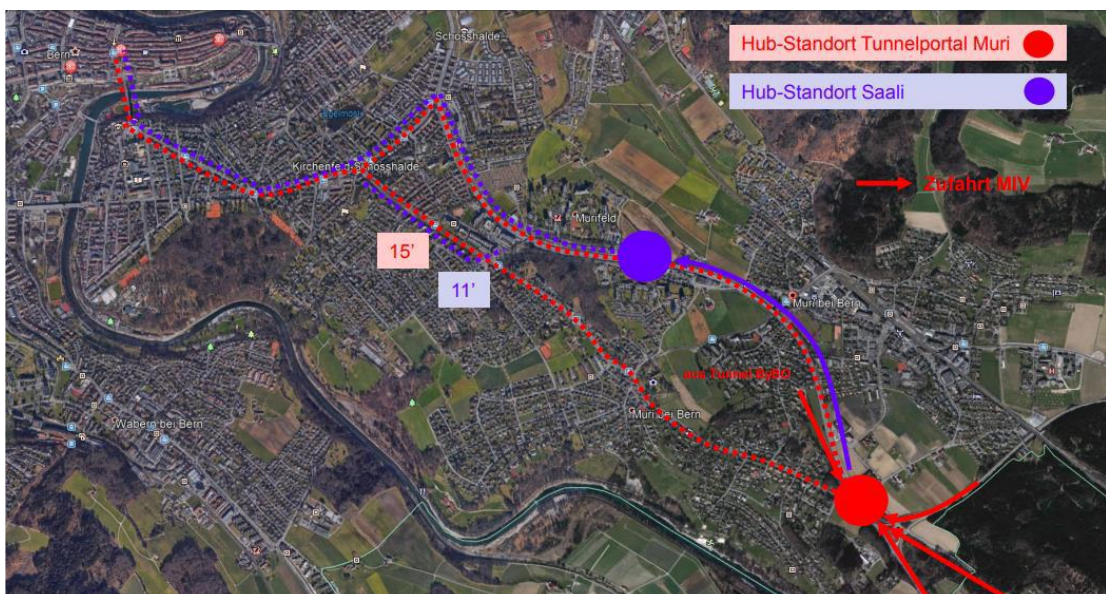 Hub-Standort Tunnelportal Muri
Hub-Standort Saali
Schosshalde
Bern
Zufahrt MIV
Kirchenfeld-Schosshalde
Murifeld
15'
11'
Muri bei Bern
aus Tunnel ByBO
Muri bei Bern
Wabern bei Bern